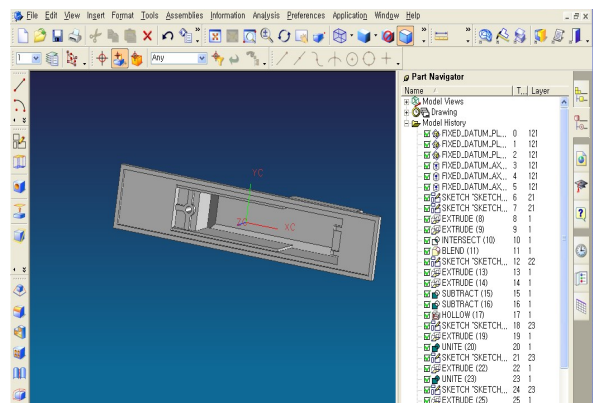 File Edit View Insert Format Tools Assemblies Information Analysis Preferences Application Window Help
1 Any
Part Navigator
Name T... Layer
Model Views
Drawing
Model History
FIXED_DATUM_PL... 0 121
FIXED_DATUM_PL... 1 121
FIXED_DATUM_PL... 2 121
FIXED_DATUM_AX... 3 121
FIXED_DATUM_AX... 4 121
FIXED_DATUM_AX... 5 121
SKETCH "SKETCH... 6 21
SKETCH "SKETCH... 7 21
EXTRUDE (8) 8 1
EXTRUDE (9) 9 1
INTERSECT (10) 10 1
BLEND (11) 11 1
SKETCH "SKETCH... 12 22
EXTRUDE (13) 13 1
EXTRUDE (14) 14 1
SUBTRACT (15) 15 1
SUBTRACT (16) 16 1
HOLLOW (17) 17 1
SKETCH "SKETCH... 18 23
EXTRUDE (19) 19 1
UNITE (20) 20 1
SKETCH "SKETCH... 21 23
EXTRUDE (22) 22 1
UNITE (23) 23 1
SKETCH "SKETCH... 24 23
EXTRUDE (25) 25 1
YC
ZC XC